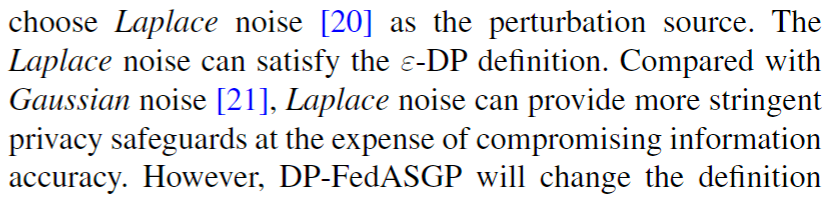 choose Laplace noise [20] as the perturbation source. The
Laplace noise can satisfy the ε-DP definition. Compared with
Gaussian noise [21], Laplace noise can provide more stringent
privacy safeguards at the expense of compromising information
accuracy. However, DP-FedASGP will change the definition